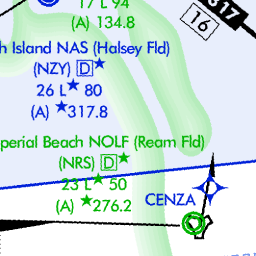 17 L 94
(A) 134.8
317
16
h Island NAS (Halsey Fld)
(NZY) D★
26 L★ 80
(A) ★317.8
perial Beach NOLF (Ream Fld)
(NRS) D★
23 L★ 50
(A) ★276.2
CENZA